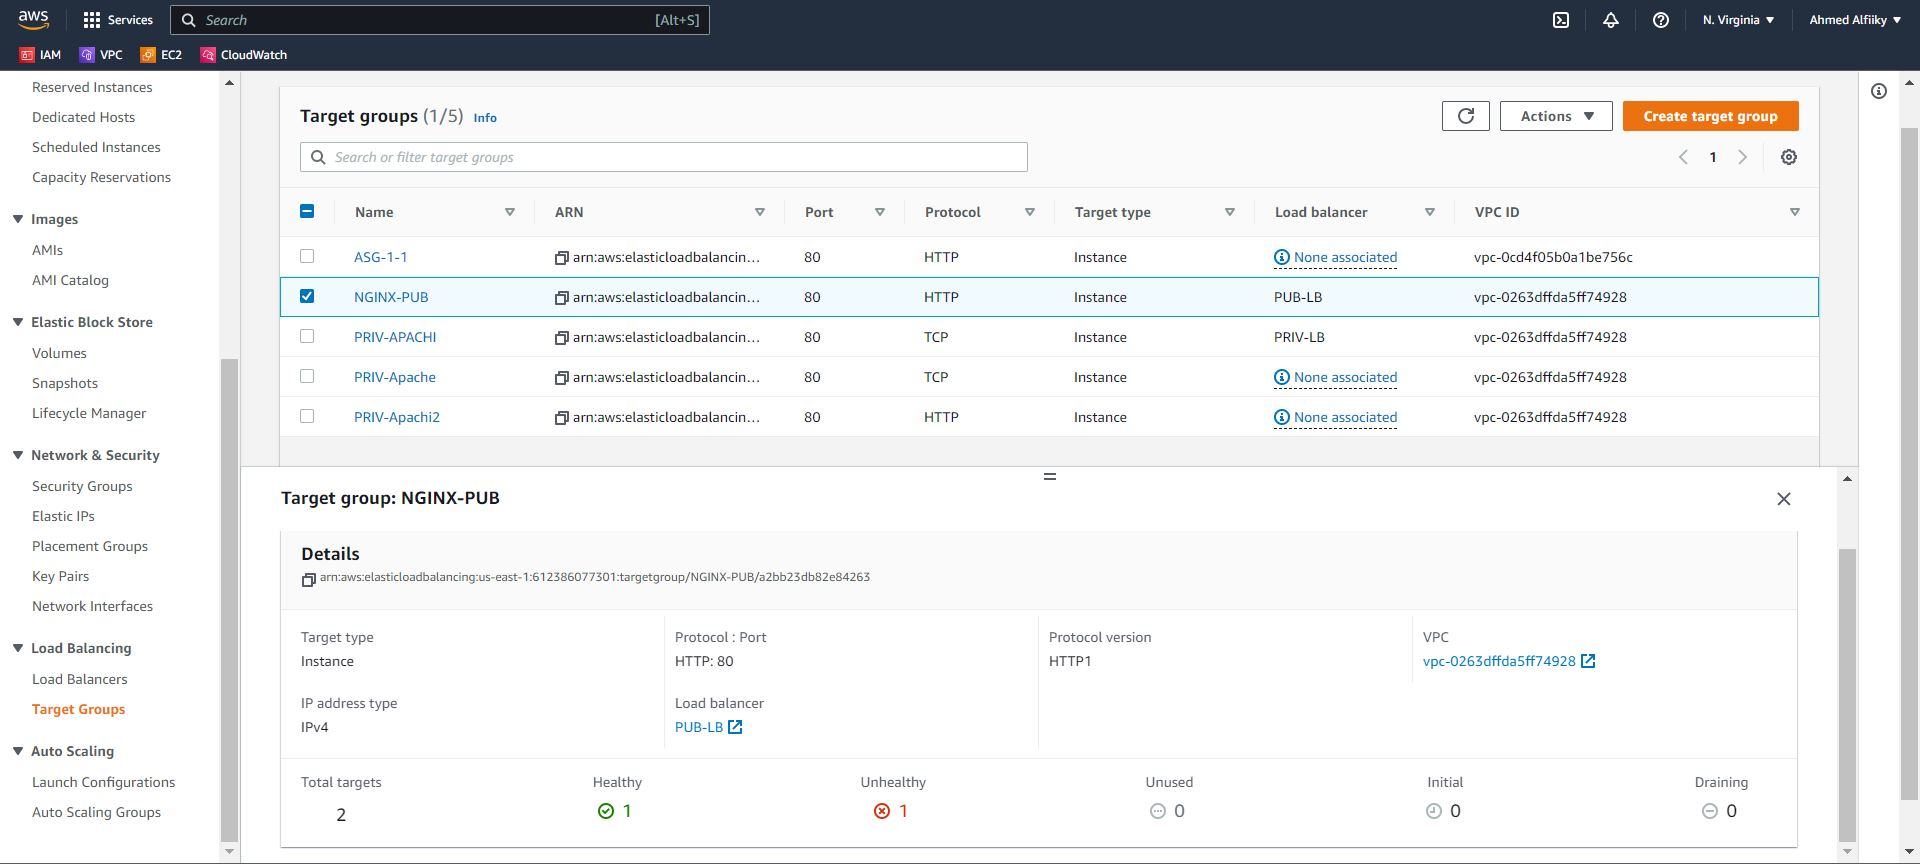 aws
Services
Search [Alt+S]
N. Virginia
Ahmed Alfiiky
IAM VPC EC2 CloudWatch
Reserved Instances
Dedicated Hosts
Scheduled Instances
Capacity Reservations
Images
AMIs
AMI Catalog
Elastic Block Store
Volumes
Snapshots
Lifecycle Manager
Network & Security
Security Groups
Elastic IPs
Placement Groups
Key Pairs
Network Interfaces
Load Balancing
Load Balancers
Target Groups
Auto Scaling
Launch Configurations
Auto Scaling Groups
Target groups (1/5) Info
Actions
Create target group
Search or filter target groups
1
Name ARN Port Protocol Target type Load balancer VPC ID
ASG-1-1 arn:aws:elasticloadbalancin... 80 HTTP Instance None associated vpc-0cd4f05b0a1be756c
NGINX-PUB arn:aws:elasticloadbalancin... 80 HTTP Instance PUB-LB vpc-0263dffda5ff74928
PRIV-APACHI arn:aws:elasticloadbalancin... 80 TCP Instance PRIV-LB vpc-0263dffda5ff74928
PRIV-Apache arn:aws:elasticloadbalancin... 80 TCP Instance None associated vpc-0263dffda5ff74928
PRIV-Apachi2 arn:aws:elasticloadbalancin... 80 HTTP Instance None associated vpc-0263dffda5ff74928
Target group: NGINX-PUB
Details
arn:aws:elasticloadbalancing:us-east-1:612386077301:targetgroup/NGINX-PUB/a2bb23db82e84263
Target type Protocol : Port Protocol version VPC
Instance HTTP: 80 HTTP1 vpc-0263dffda5ff74928
IP address type Load balancer
IPv4 PUB-LB
Total targets Healthy Unhealthy Unused Initial Draining
2 1 1 0 0 0